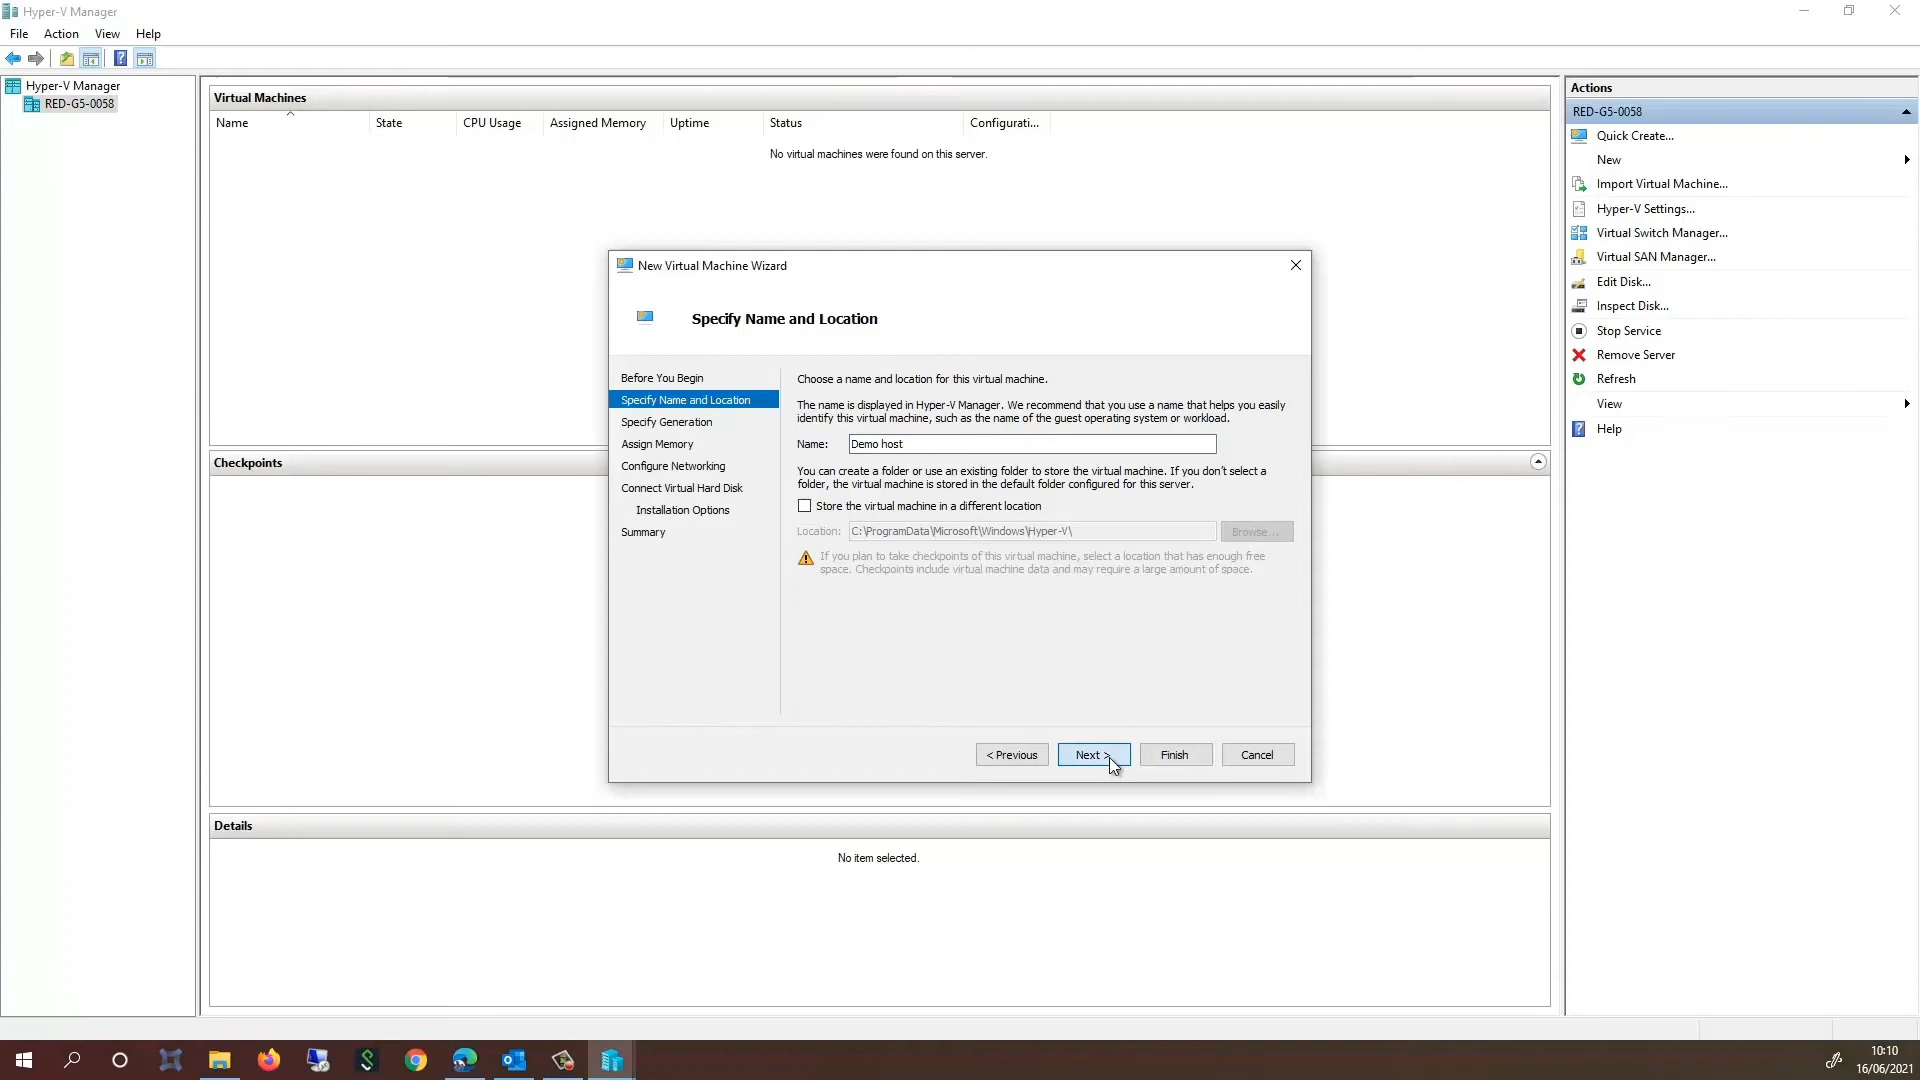 Hyper-V Manager
File Action View Help
Hyper-V Manager
RED-G5-0058
Virtual Machines
Name State CPU Usage Assigned Memory Uptime Status Configurati...
No virtual machines were found on this server.
Checkpoints
Details
No item selected.
New Virtual Machine Wizard
Specify Name and Location
Before You Begin
Specify Name and Location
Specify Generation
Assign Memory
Configure Networking
Connect Virtual Hard Disk
Installation Options
Summary
Choose a name and location for this virtual machine.
The name is displayed in Hyper-V Manager. We recommend that you use a name that helps you easily
identify this virtual machine, such as the name of the guest operating system or workload.
Name: Demo host
You can create a folder or use an existing folder to store the virtual machine. If you don't select a
folder, the virtual machine is stored in the default folder configured for this server.
Store the virtual machine in a different location
Location: C:\ProgramData\Microsoft\Windows\Hyper-V\ Browse...
If you plan to take checkpoints of this virtual machine, select a location that has enough free
space. Checkpoints include virtual machine data and may require a large amount of space.
< Previous Next > Finish Cancel
Actions
RED-G5-0058
Quick Create...
New
Import Virtual Machine...
Hyper-V Settings...
Virtual Switch Manager...
Virtual SAN Manager...
Edit Disk...
Inspect Disk...
Stop Service
Remove Server
Refresh
View
Help
10:10
16/06/2021